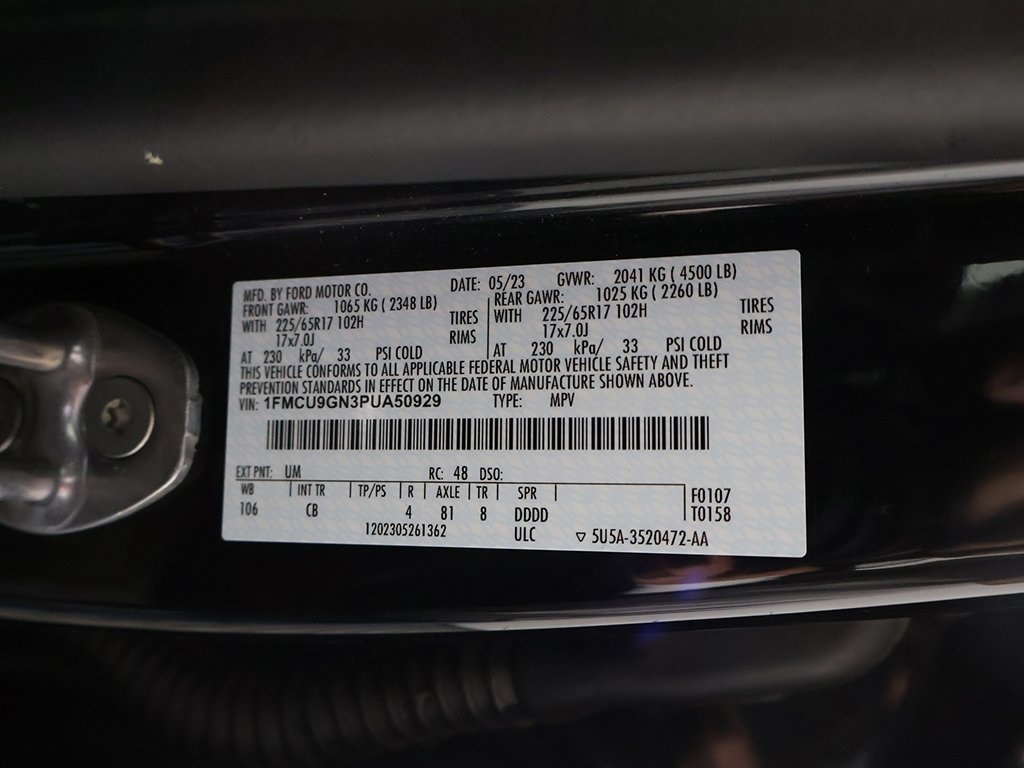 MFD. BY FORD MOTOR CO. DATE: 05/23 GVWR: 2041 KG ( 4500 LB)
FRONT GAWR: 1065 KG ( 2348 LB) REAR GAWR: 1025 KG ( 2260 LB)
WITH 225/65R17 102H TIRES WITH 225/65R17 102H TIRES
17x7.0J RIMS 17x7.0J RIMS
AT 230 kPa/ 33 PSI COLD AT 230 kPa/ 33 PSI COLD
THIS VEHICLE CONFORMS TO ALL APPLICABLE FEDERAL MOTOR VEHICLE SAFETY AND THEFT
PREVENTION STANDARDS IN EFFECT ON THE DATE OF MANUFACTURE SHOWN ABOVE.
VIN: 1FMCU9GN3PUA50929 TYPE: MPV
EXT PNT: UM RC: 48 DSO:
WB INT TR TP/PS R AXLE TR SPR F0107
106 CB 4 81 8 DDDD T0158
1202305261362 ULC ▽ 5U5A-3520472-AA